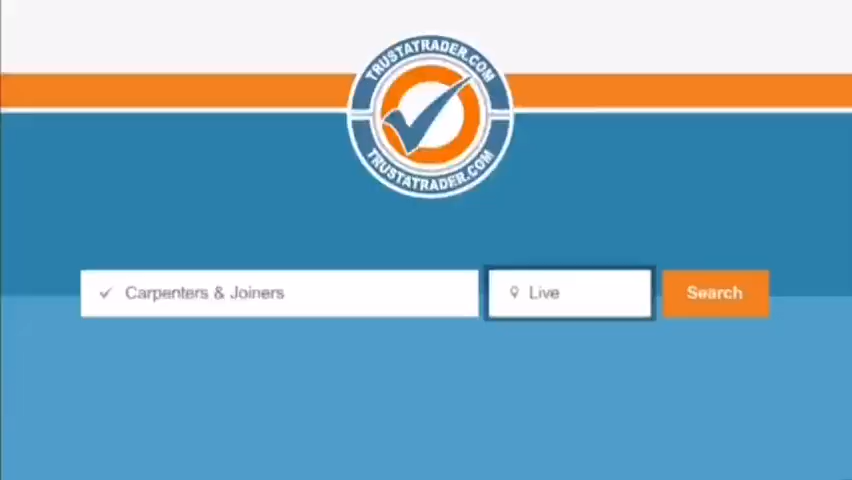 TRUSTATRADER.COM
TRUSTATRADER.COM
Carpenters & Joiners
Live
Search